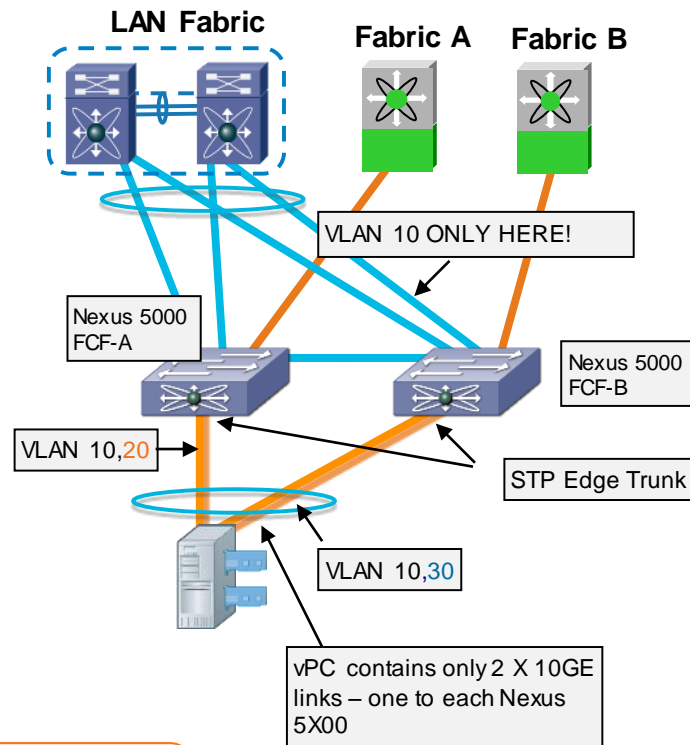 LAN Fabric
Fabric A
Fabric B
VLAN 10 ONLY HERE!
Nexus 5000
FCF-A
Nexus 5000
FCF-B
VLAN 10,20
STP Edge Trunk
VLAN 10,30
vPC contains only 2 X 10GE
links – one to each Nexus
5X00